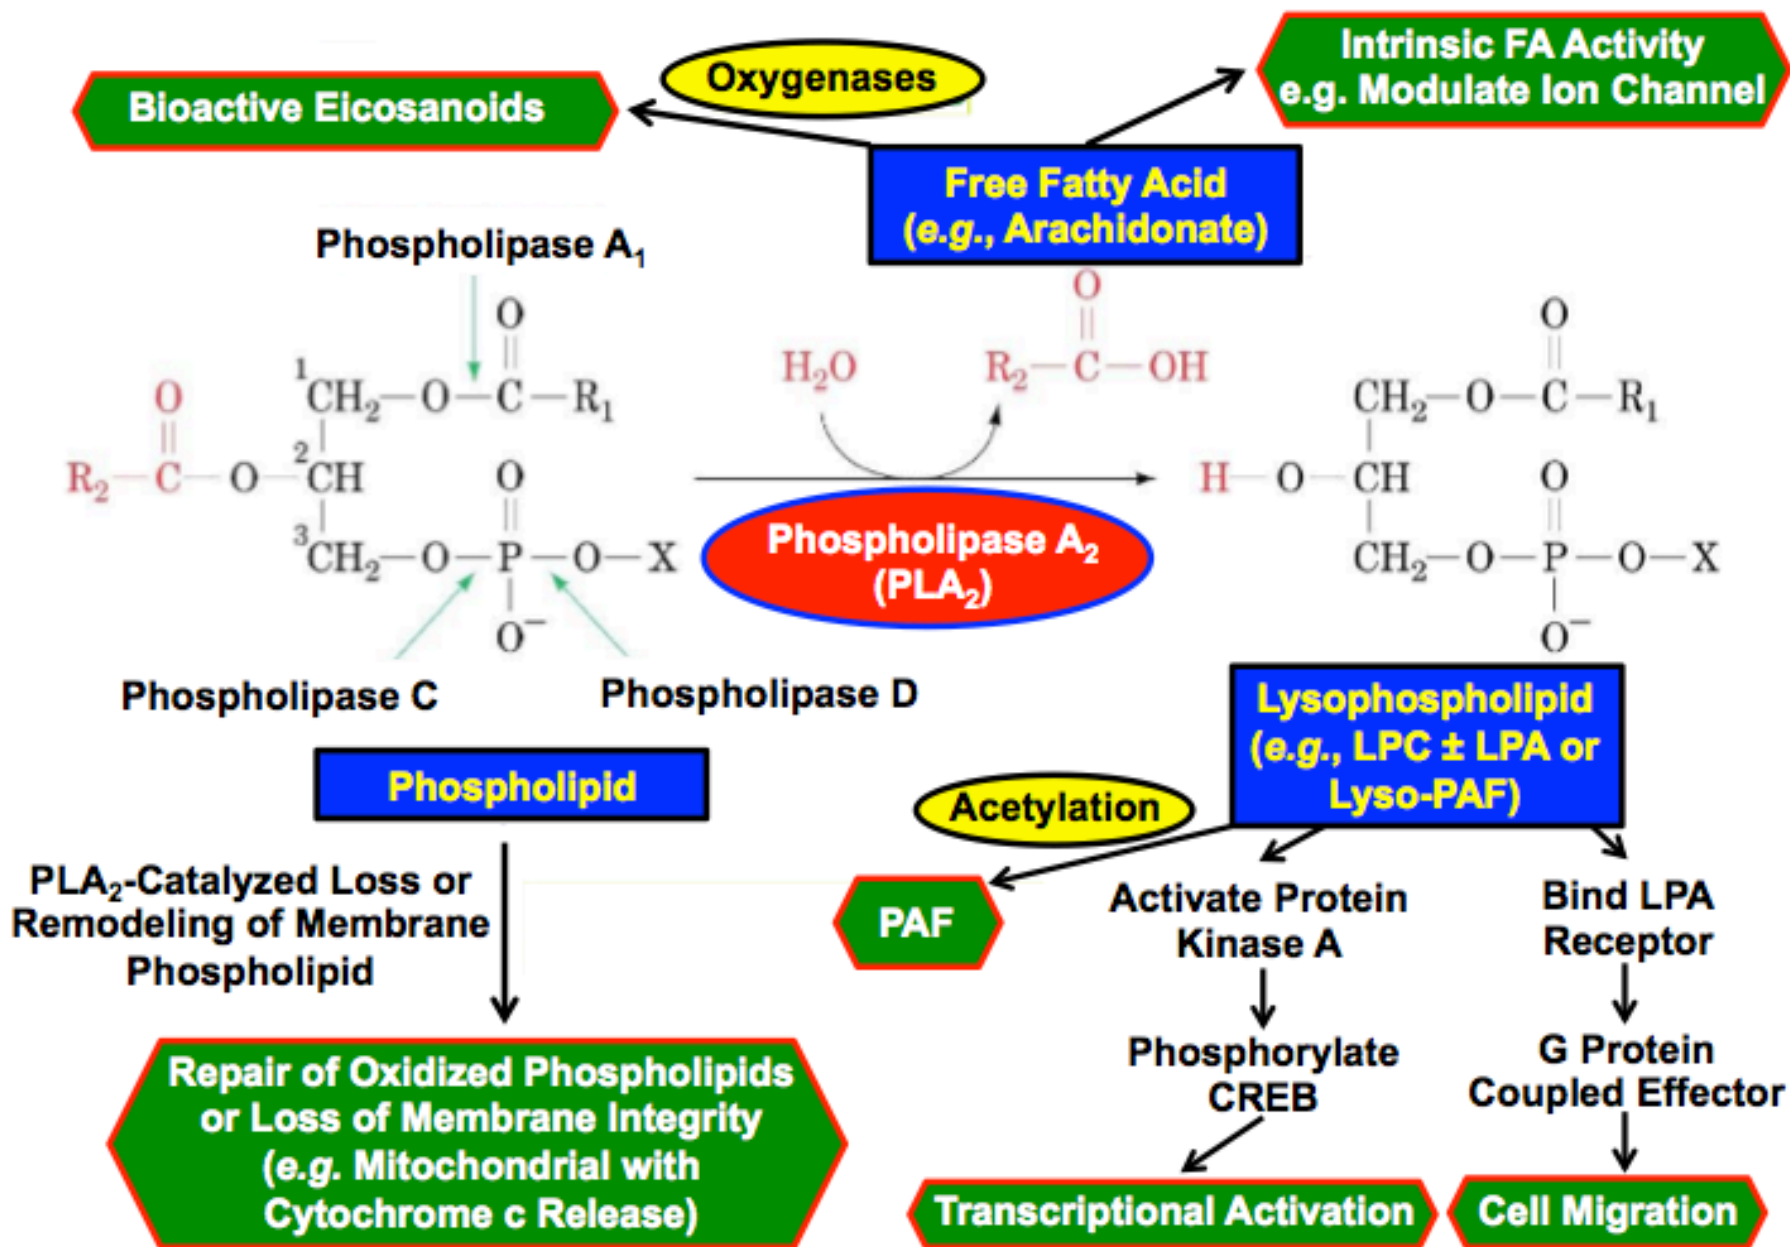 Oxygenases
Intrinsic FA Activity
e.g. Modulate Ion Channel
Bioactive Eicosanoids
Free Fatty Acid
(e.g., Arachidonate)
Phospholipase A₁
O
O
O
O
H₂O
R₂—C—OH
¹CH₂—O—C—R₁
CH₂—O—C—R₁
R₂—C—O—²CH
O
H—O—CH
O
³CH₂—O—P—O—X
CH₂—O—P—O—X
O⁻
O⁻
Phospholipase A₂
(PLA₂)
Phospholipase C
Phospholipase D
Lysophospholipid
(e.g., LPC ± LPA or
Lyso-PAF)
Phospholipid
Acetylation
PLA₂-Catalyzed Loss or
Remodeling of Membrane
Phospholipid
PAF
Activate Protein
Kinase A
Bind LPA
Receptor
Phosphorylate
CREB
G Protein
Coupled Effector
Repair of Oxidized Phospholipids
or Loss of Membrane Integrity
(e.g. Mitochondrial with
Cytochrome c Release)
Transcriptional Activation
Cell Migration